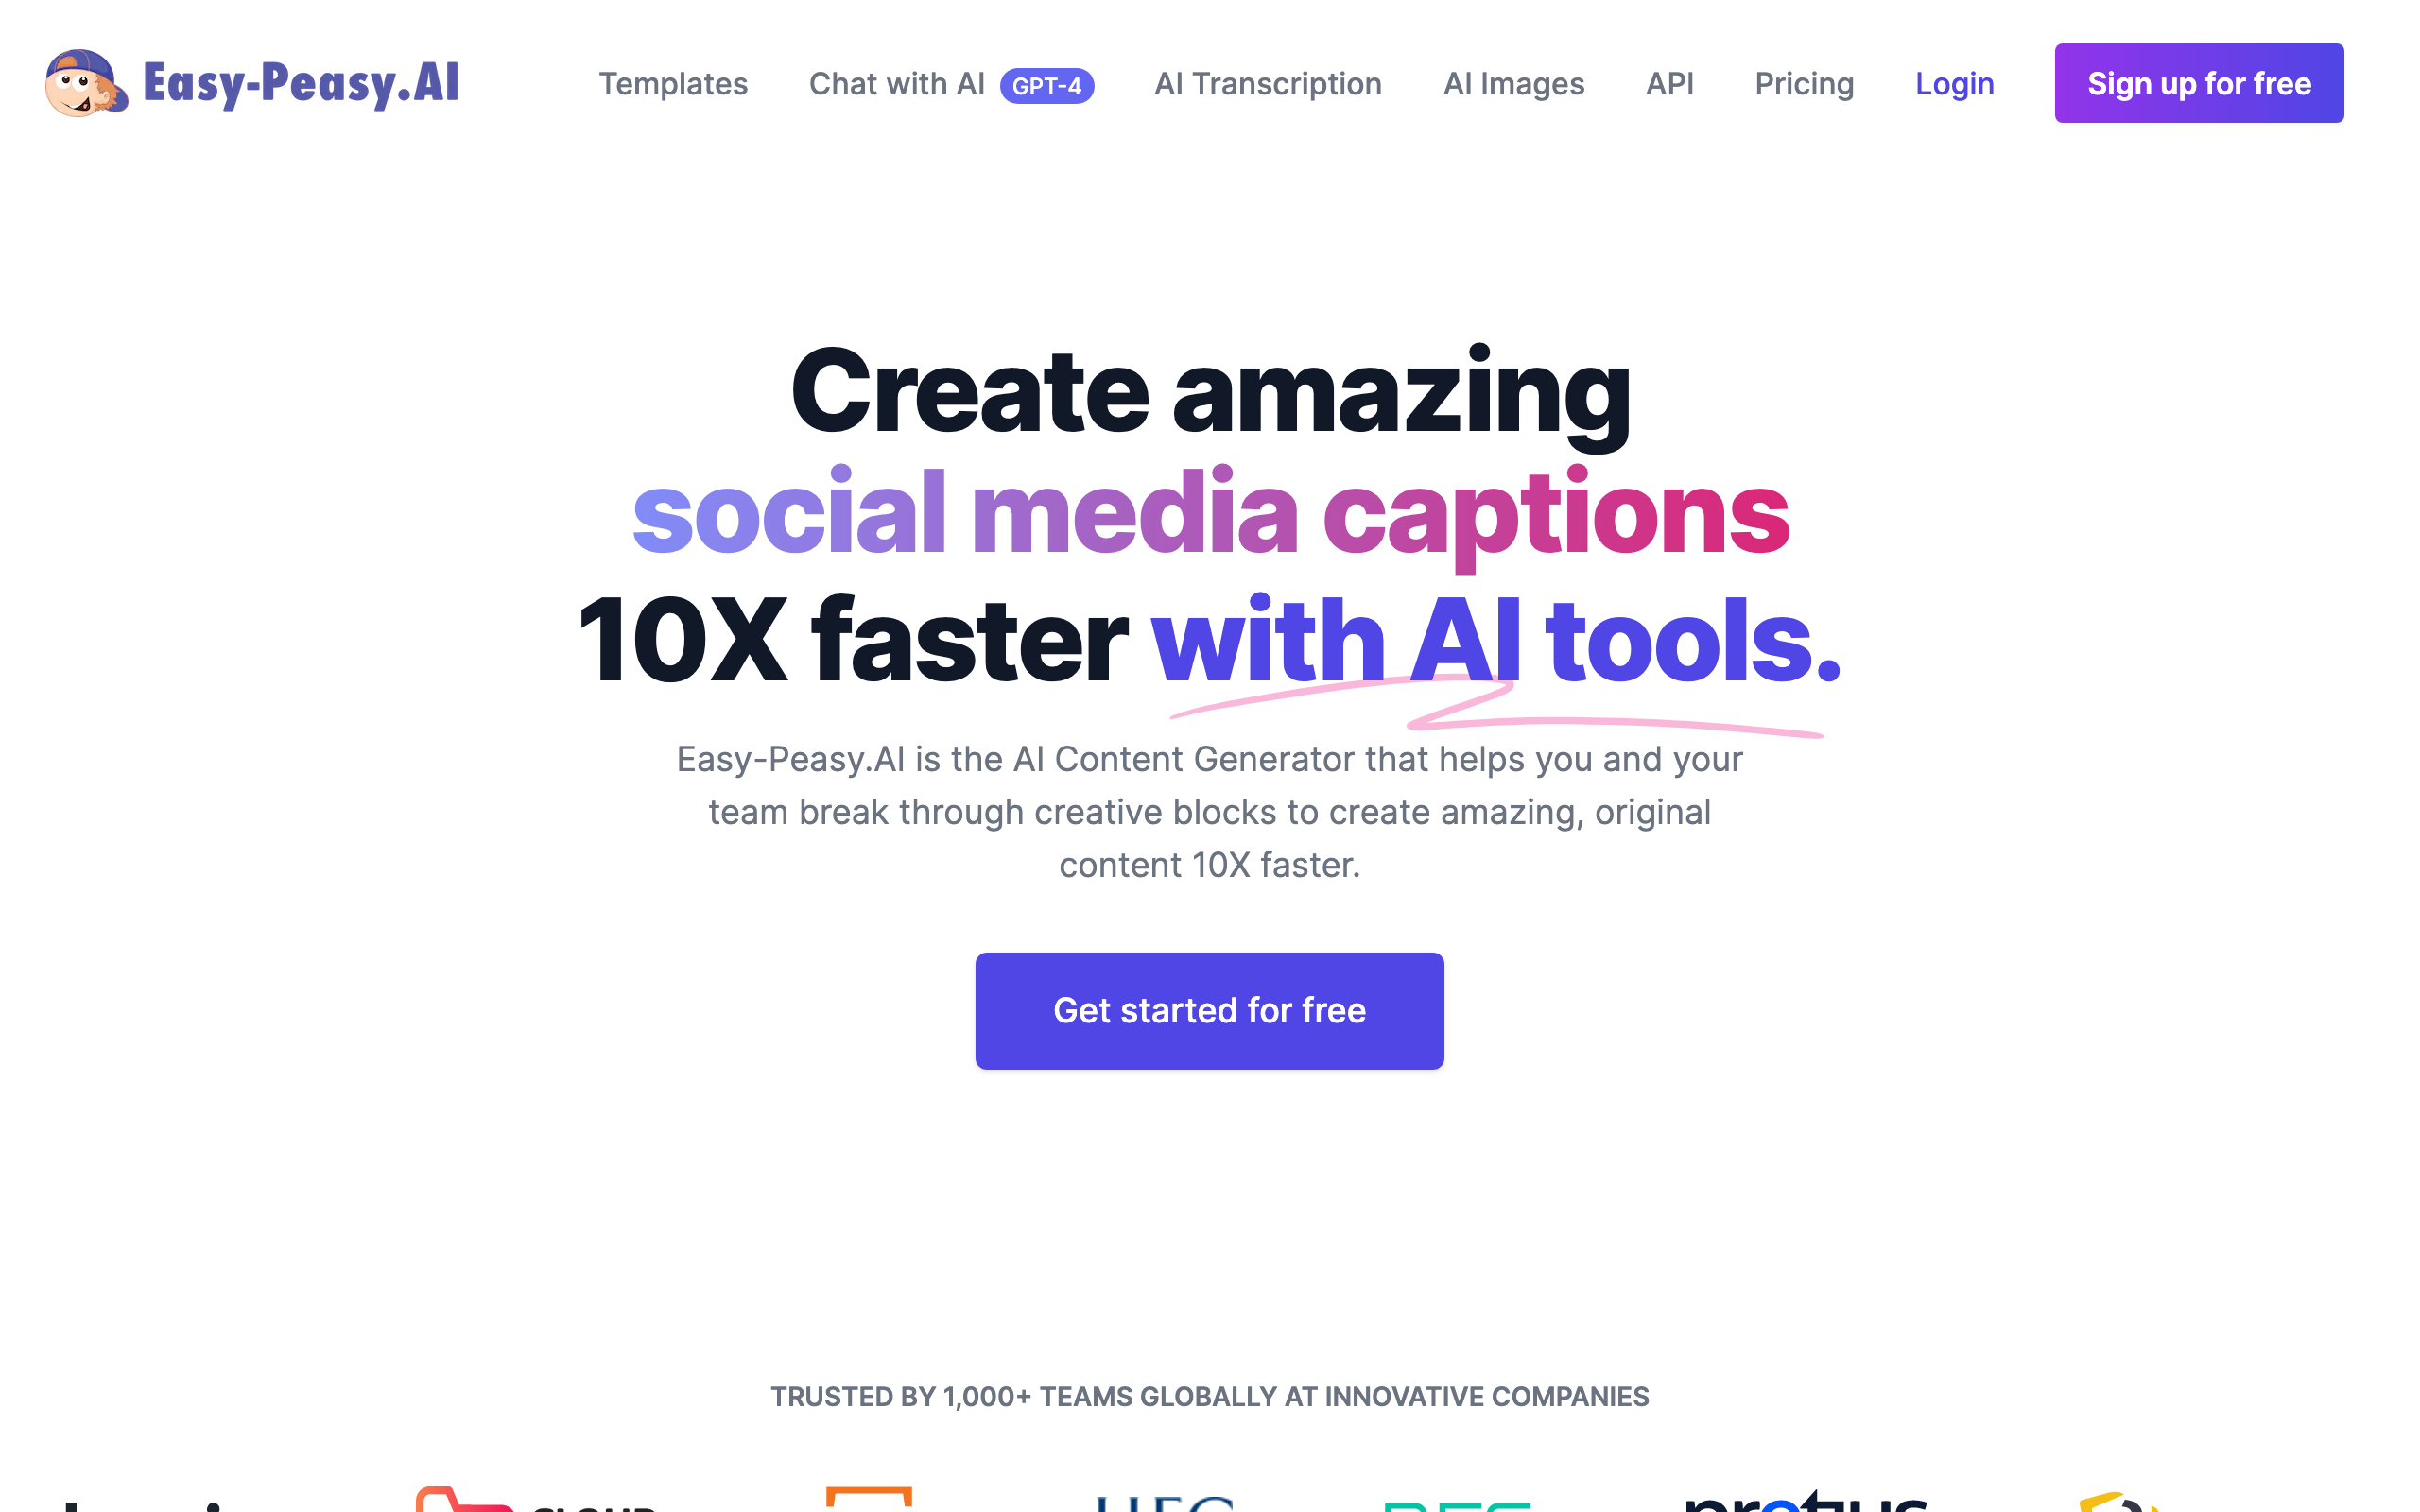 Easy-Peasy.AI
Templates
Chat with AI GPT-4
AI Transcription
AI Images
API
Pricing
Login
Sign up for free
Create amazing
social media captions
10X faster with AI tools.
Easy-Peasy.AI is the AI Content Generator that helps you and your
team break through creative blocks to create amazing, original
content 10X faster.
Get started for free
TRUSTED BY 1,000+ TEAMS GLOBALLY AT INNOVATIVE COMPANIES